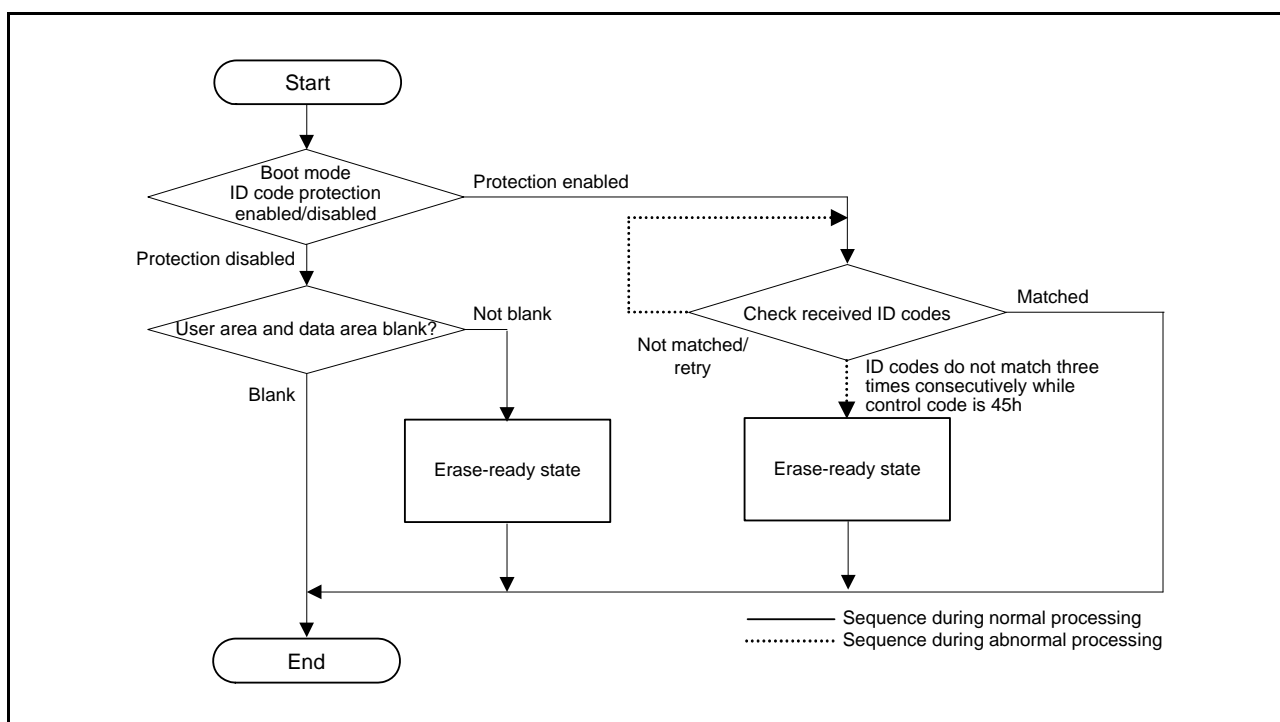 Start
Boot mode
ID code protection
enabled/disabled
Protection enabled
Protection disabled
User area and data area blank?
Not blank
Blank
Erase-ready state
Check received ID codes
Matched
Not matched/
retry
ID codes do not match three
times consecutively while
control code is 45h
Erase-ready state
Sequence during normal processing
Sequence during abnormal processing
End